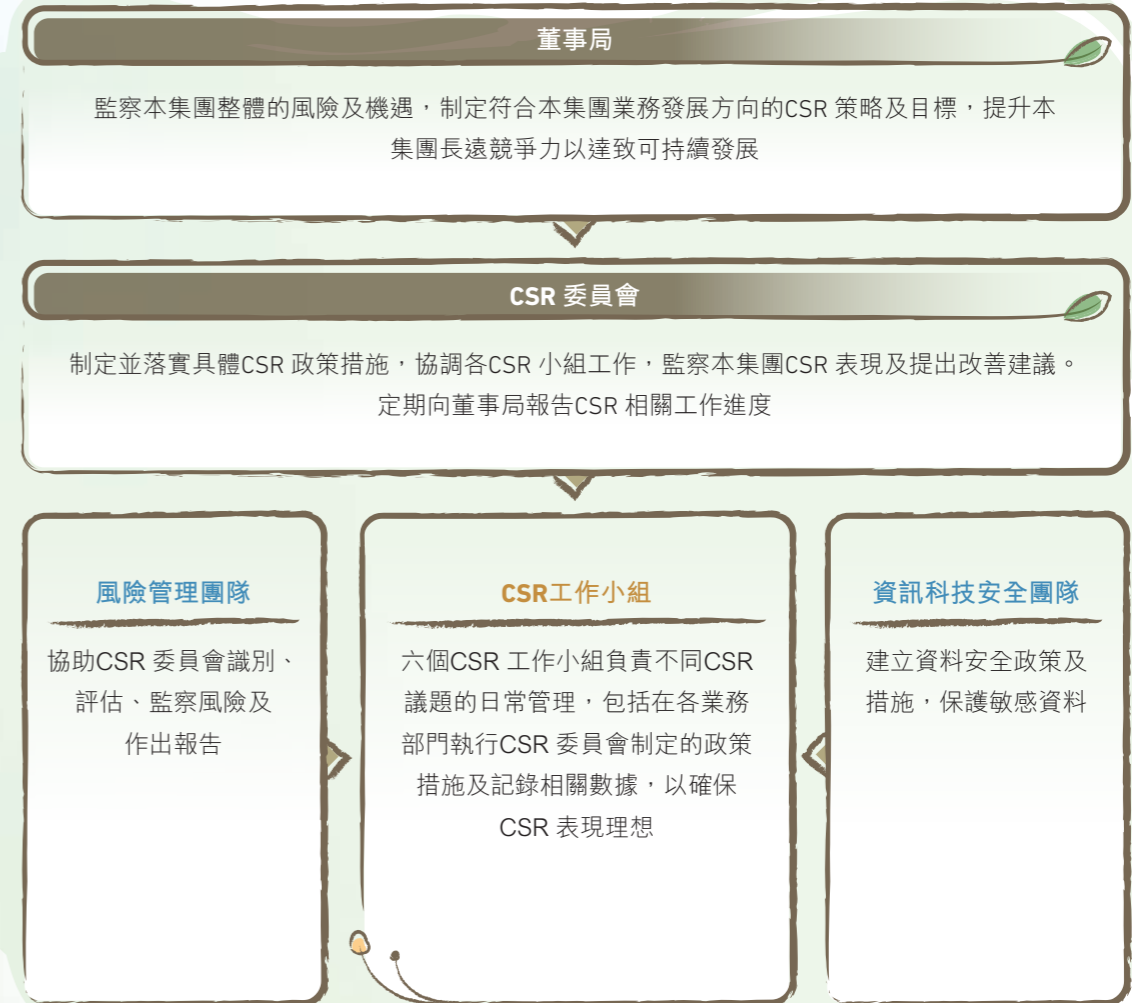 董事局
監察本集團整體的風險及機遇，制定符合本集團業務發展方向的CSR 策略及目標，提升本
集團長遠競爭力以達致可持續發展
CSR 委員會
制定並落實具體CSR 政策措施，協調各CSR 小組工作，監察本集團CSR 表現及提出改善建議。
定期向董事局報告CSR 相關工作進度
風險管理團隊
協助CSR 委員會識別、
評估、監察風險及
作出報告
CSR工作小組
六個CSR 工作小組負責不同CSR
議題的日常管理，包括在各業務
部門執行CSR 委員會制定的政策
措施及記錄相關數據，以確保
CSR 表現理想
資訊科技安全團隊
建立資料安全政策及
措施，保護敏感資料